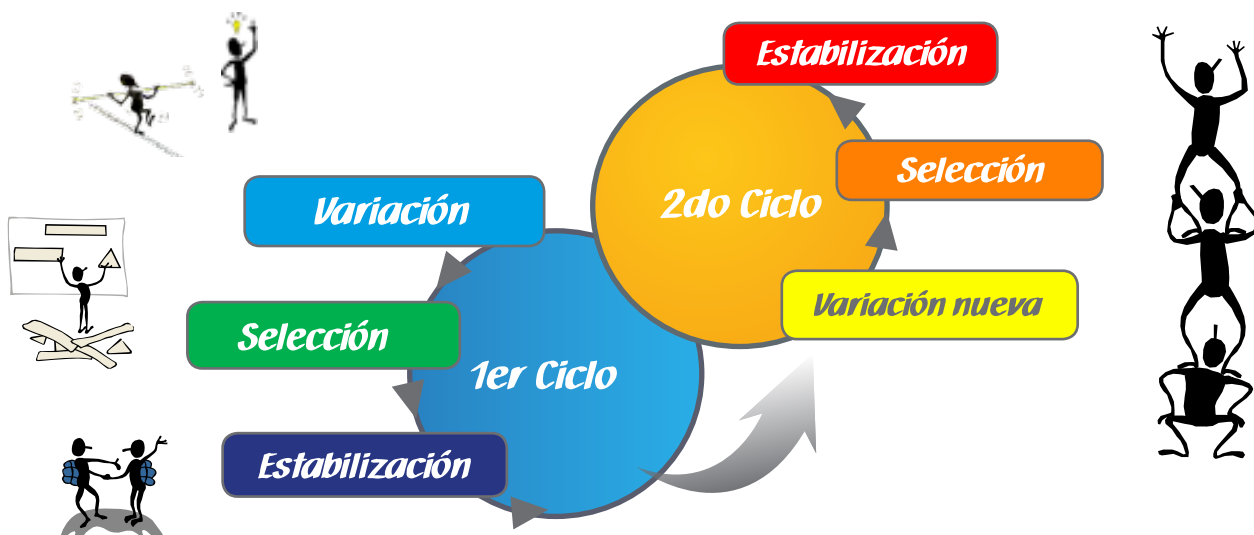 Variación
Selección
1er Ciclo
Estabilización
Estabilización
Selección
2do Ciclo
Variación nueva